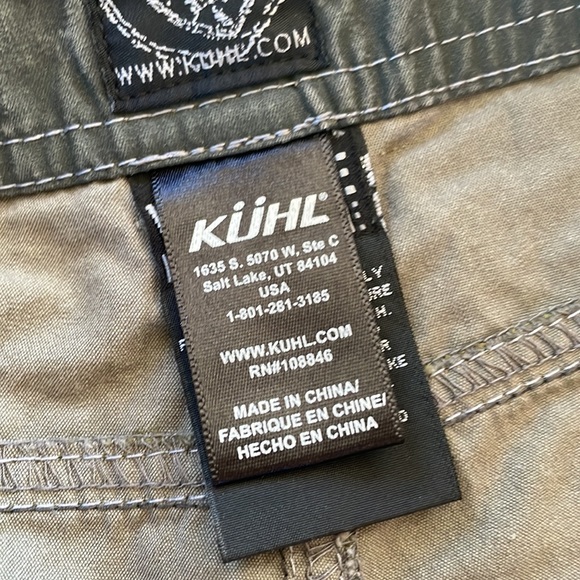 WWW.KUHL.COM
KÜHL®
1635 S. 5070 W, Ste C
Salt Lake, UT 84104
USA
1-801-281-3185
WWW.KUHL.COM
RN#108846
MADE IN CHINA/
FABRIQUE EN CHINE/
HECHO EN CHINA